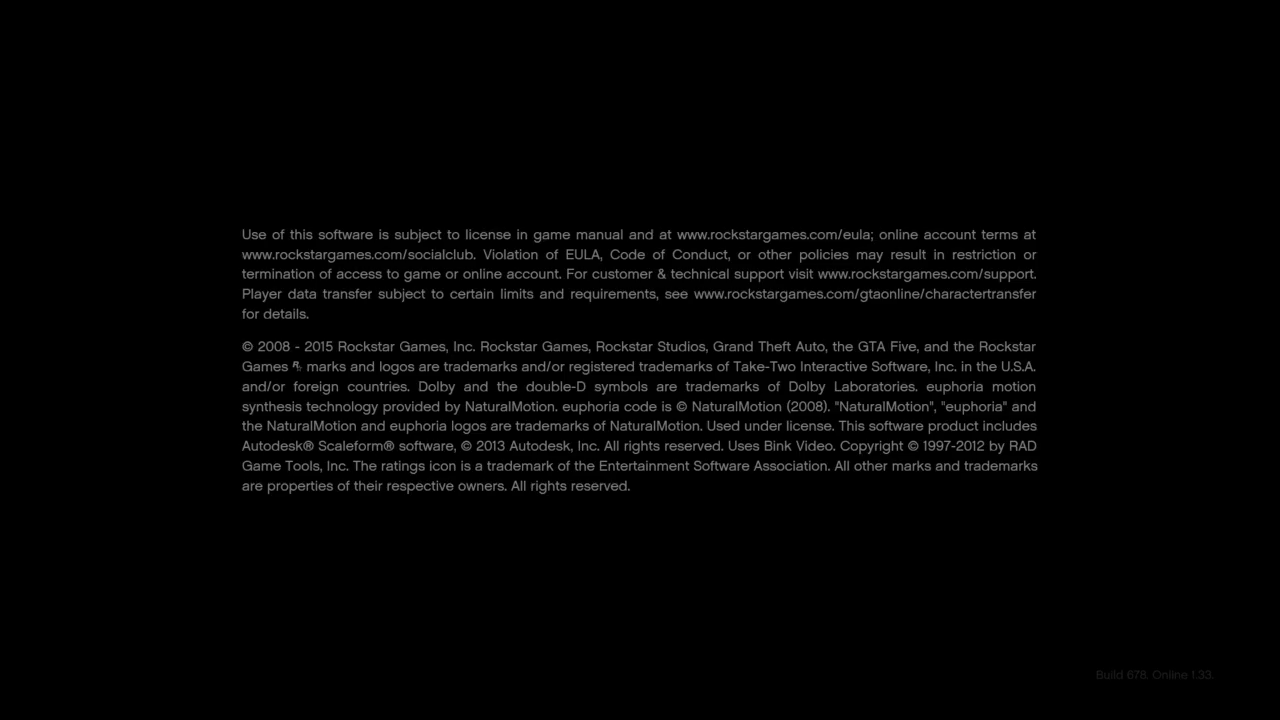 Use of this software is subject to license in game manual and at www.rockstargames.com/eula; online account terms at
www.rockstargames.com/socialclub. Violation of EULA, Code of Conduct, or other policies may result in restriction or
termination of access to game or online account. For customer & technical support visit www.rockstargames.com/support.
Player data transfer subject to certain limits and requirements, see www.rockstargames.com/gtaonline/charactertransfer
for details.
© 2008 - 2015 Rockstar Games, Inc. Rockstar Games, Rockstar Studios, Grand Theft Auto, the GTA Five, and the Rockstar
Games R* marks and logos are trademarks and/or registered trademarks of Take-Two Interactive Software, Inc. in the U.S.A.
and/or foreign countries. Dolby and the double-D symbols are trademarks of Dolby Laboratories. euphoria motion
synthesis technology provided by NaturalMotion. euphoria code is © NaturalMotion (2008). "NaturalMotion", "euphoria" and
the NaturalMotion and euphoria logos are trademarks of NaturalMotion. Used under license. This software product includes
Autodesk® Scaleform® software, © 2013 Autodesk, Inc. All rights reserved. Uses Bink Video. Copyright © 1997-2012 by RAD
Game Tools, Inc. The ratings icon is a trademark of the Entertainment Software Association. All other marks and trademarks
are properties of their respective owners. All rights reserved.
Build 678. Online 1.33.